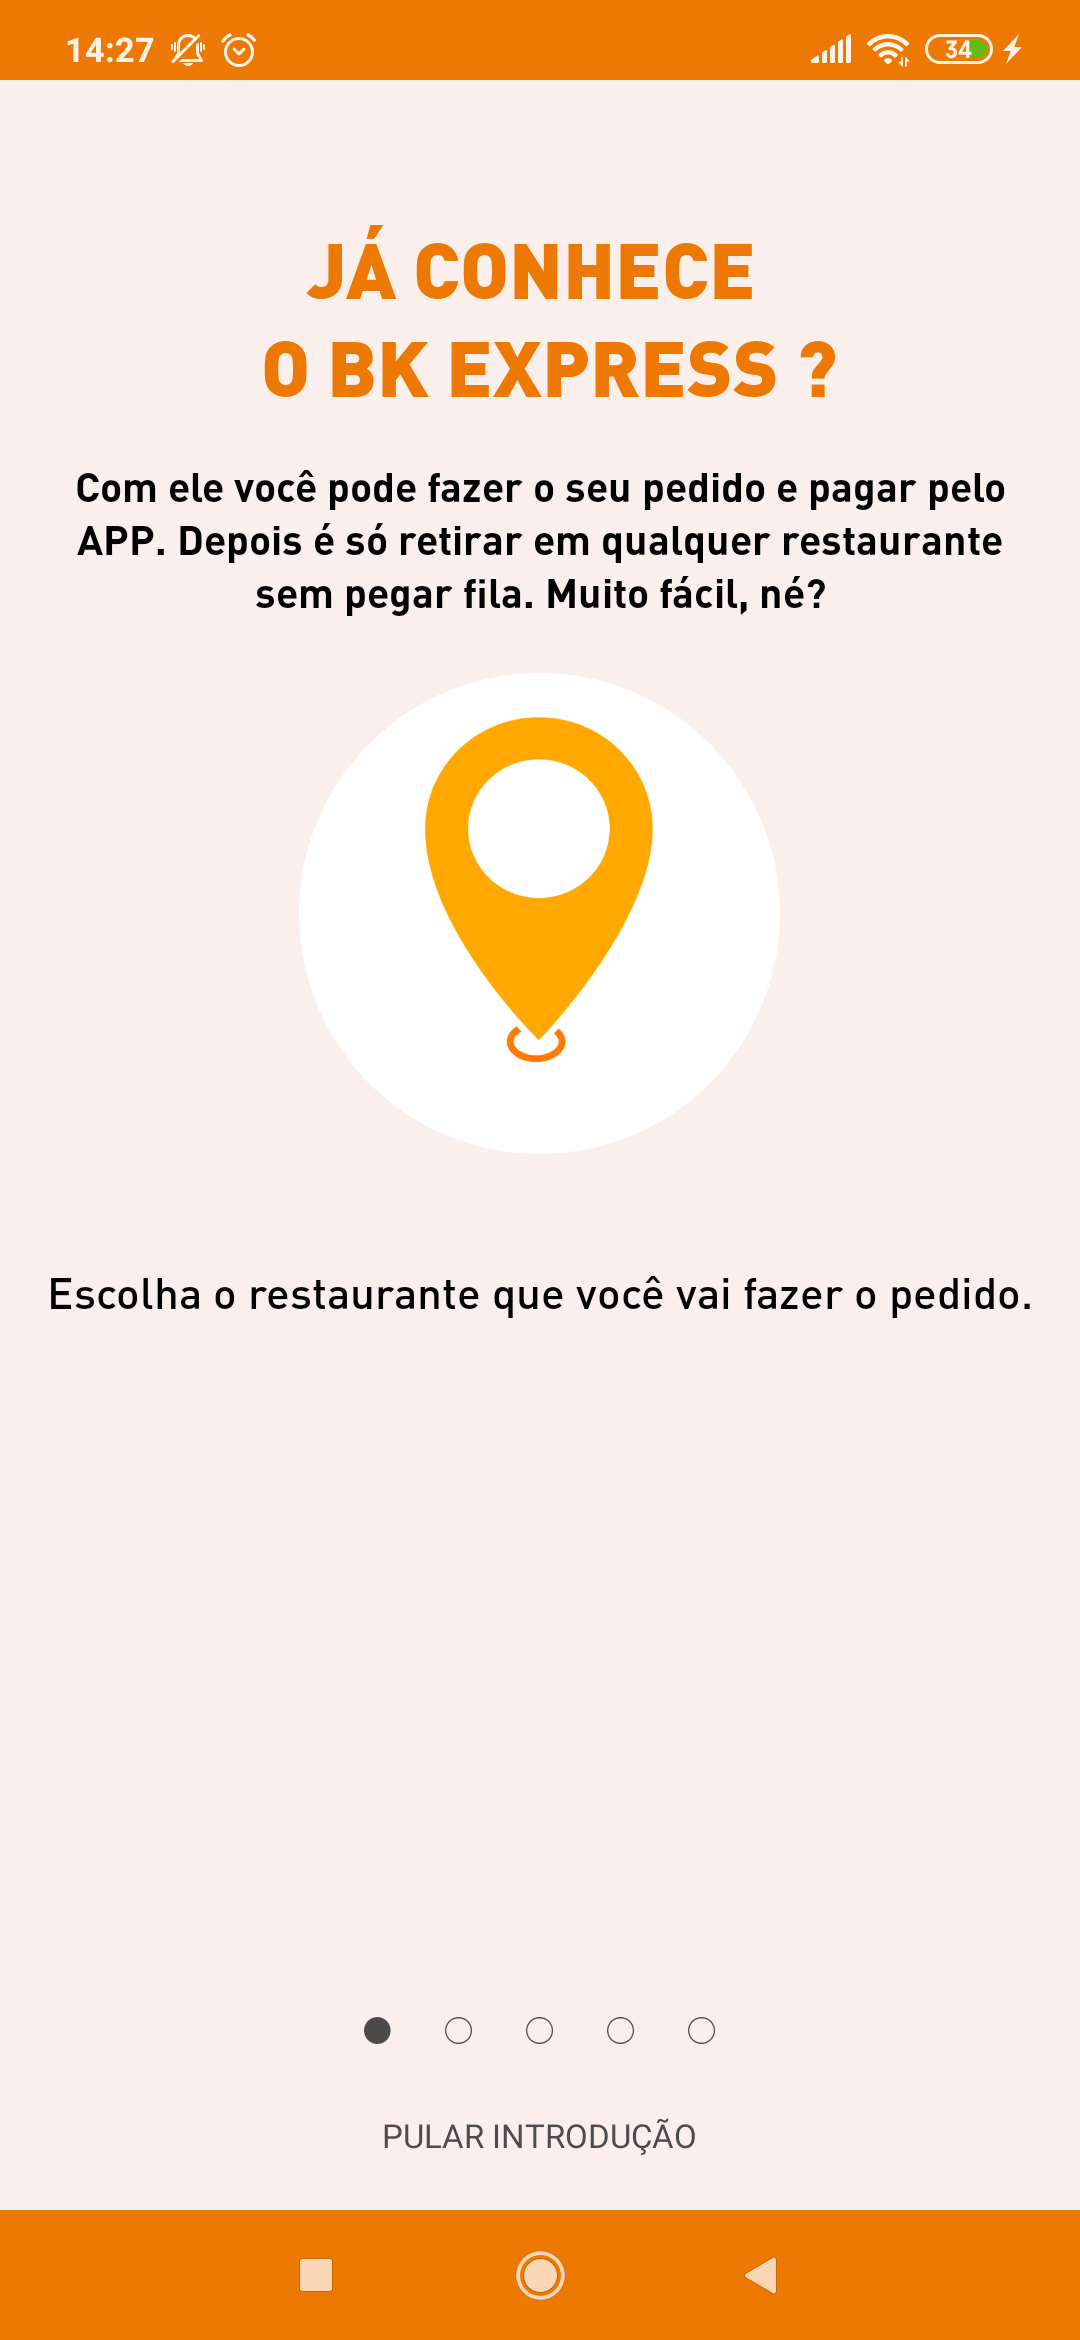 14:27
34
JÁ CONHECE
O BK EXPRESS ?
Com ele você pode fazer o seu pedido e pagar pelo
APP. Depois é só retirar em qualquer restaurante
sem pegar fila. Muito fácil, né?
Escolha o restaurante que você vai fazer o pedido.
PULAR INTRODUÇÃO